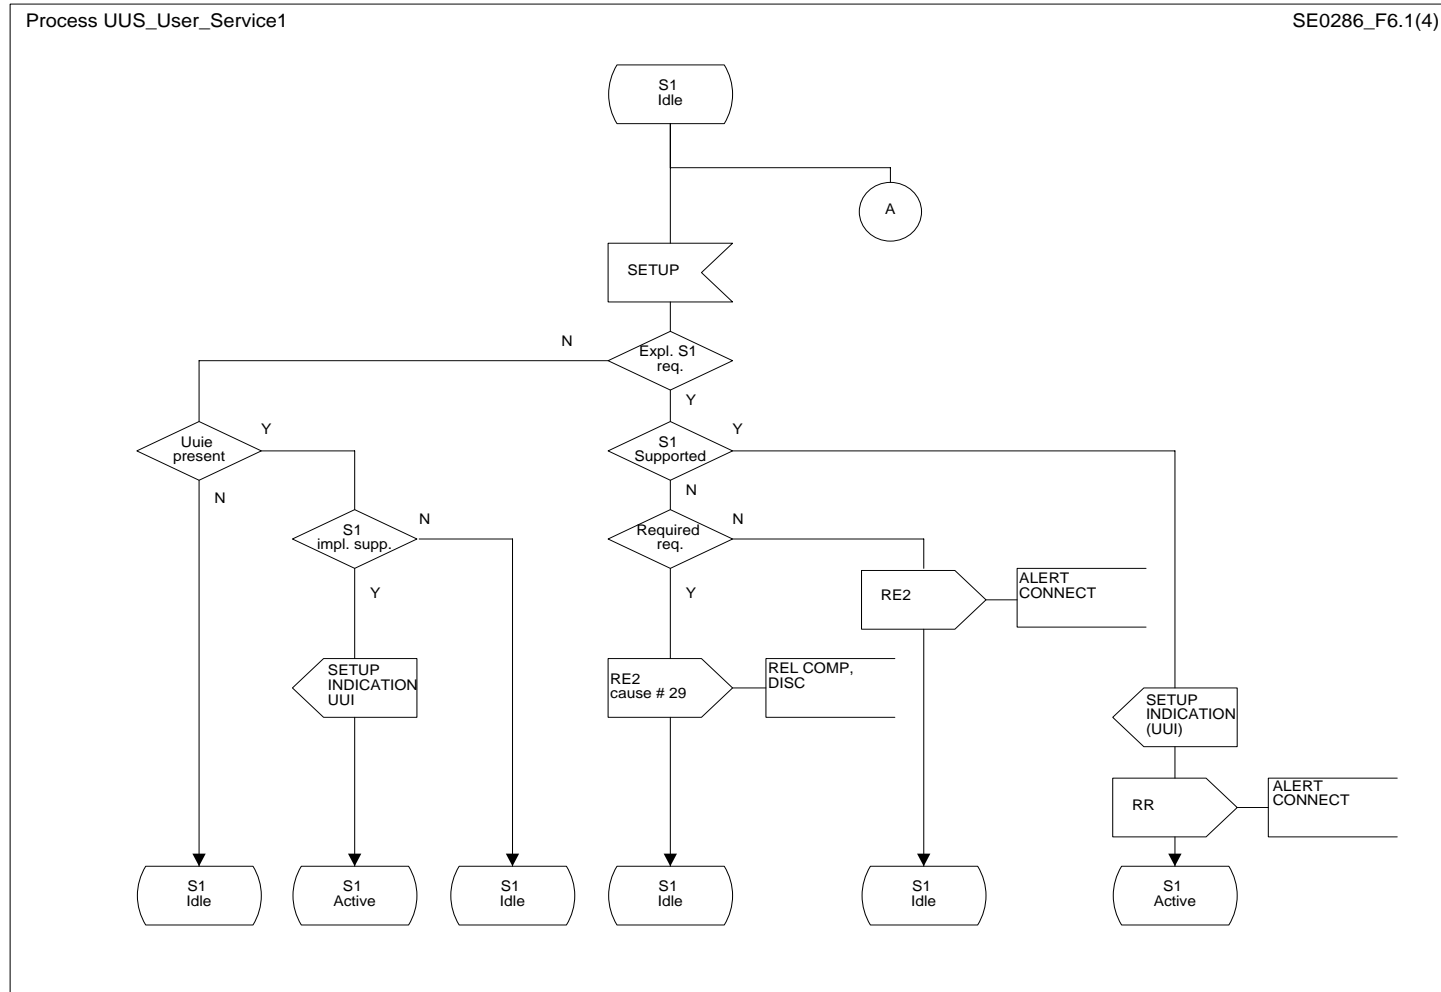 Process UUS_User_Service1
SE0286_F6.1(4)
S1
Idle
A
SETUP
N
Expl. S1
req.
Y
Uuie
present
Y
S1
Supported
Y
N
N
S1
impl. supp.
N
Required
req.
N
Y
Y
RE2
ALERT
CONNECT
SETUP
INDICATION
UUI
RE2
cause # 29
REL COMP,
DISC
SETUP
INDICATION
(UUI)
RR
ALERT
CONNECT
S1
Idle
S1
Active
S1
Idle
S1
Idle
S1
Idle
S1
Active